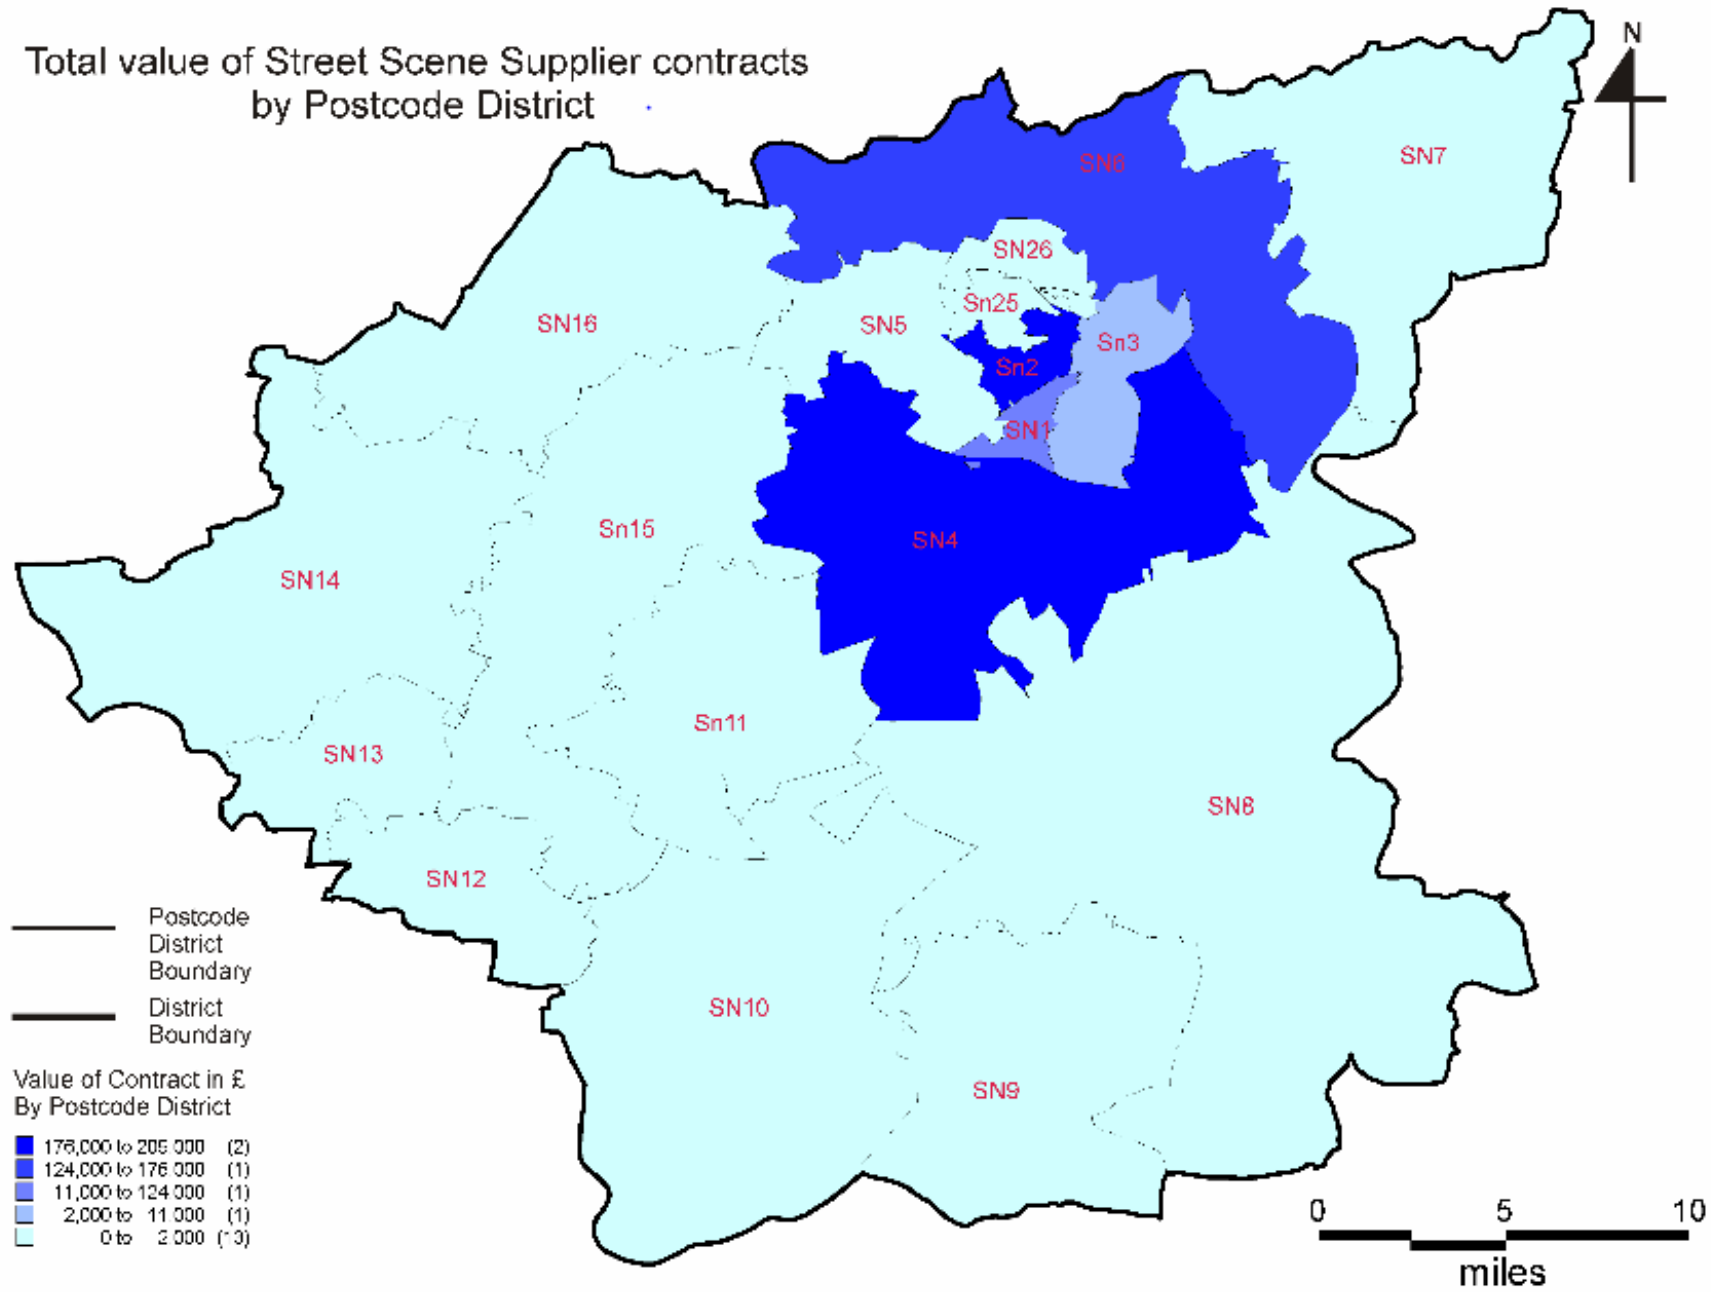 Total value of Street Scene Supplier contracts
by Postcode District
N
SN6
SN7
SN26
Sn25
SN5
SN16
Sn3
Sn2
SN1
Sn15
SN4
SN14
Sn11
SN13
SN8
SN12
SN10
SN9
Postcode
District
Boundary
District
Boundary
Value of Contract in £
By Postcode District
176,000 to 205 000 (2)
124,000 to 176 000 (1)
11,000 to 124 000 (1)
2,000 to 11 000 (1)
0 to 2 000 (13)
0 5 10
miles